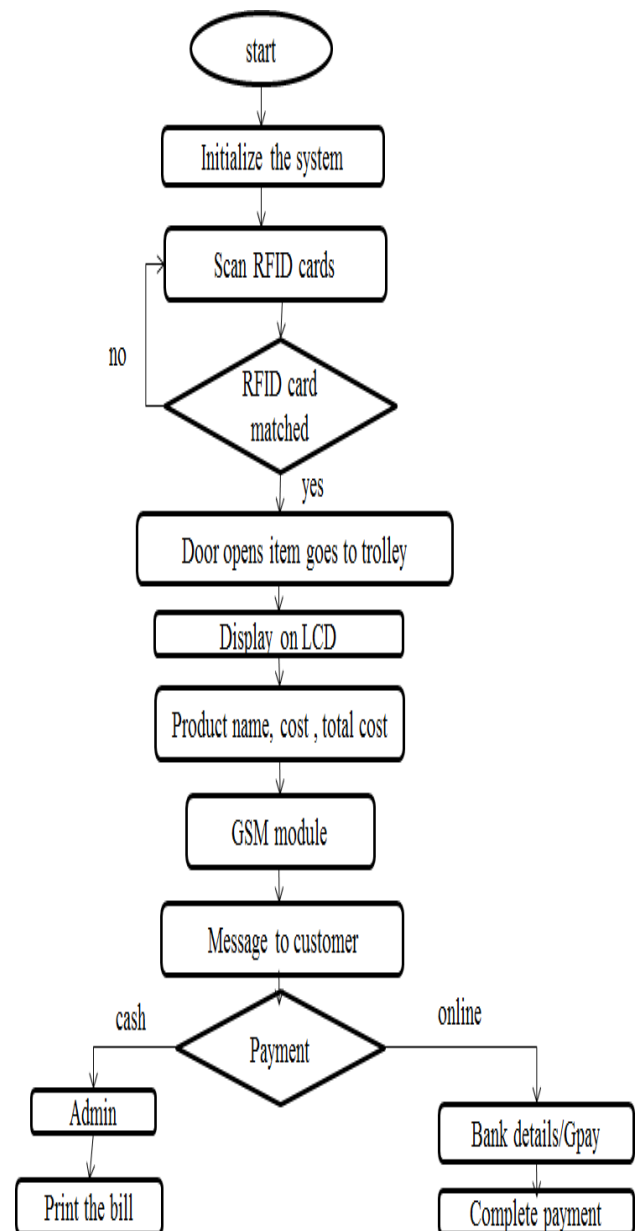 start
Initialize the system
Scan RFID cards
no
RFID card
matched
yes
Door opens item goes to trolley
Display on LCD
Product name, cost , total cost
GSM module
Message to customer
cash
online
Payment
Admin
Bank details/Gpay
Print the bill
Complete payment